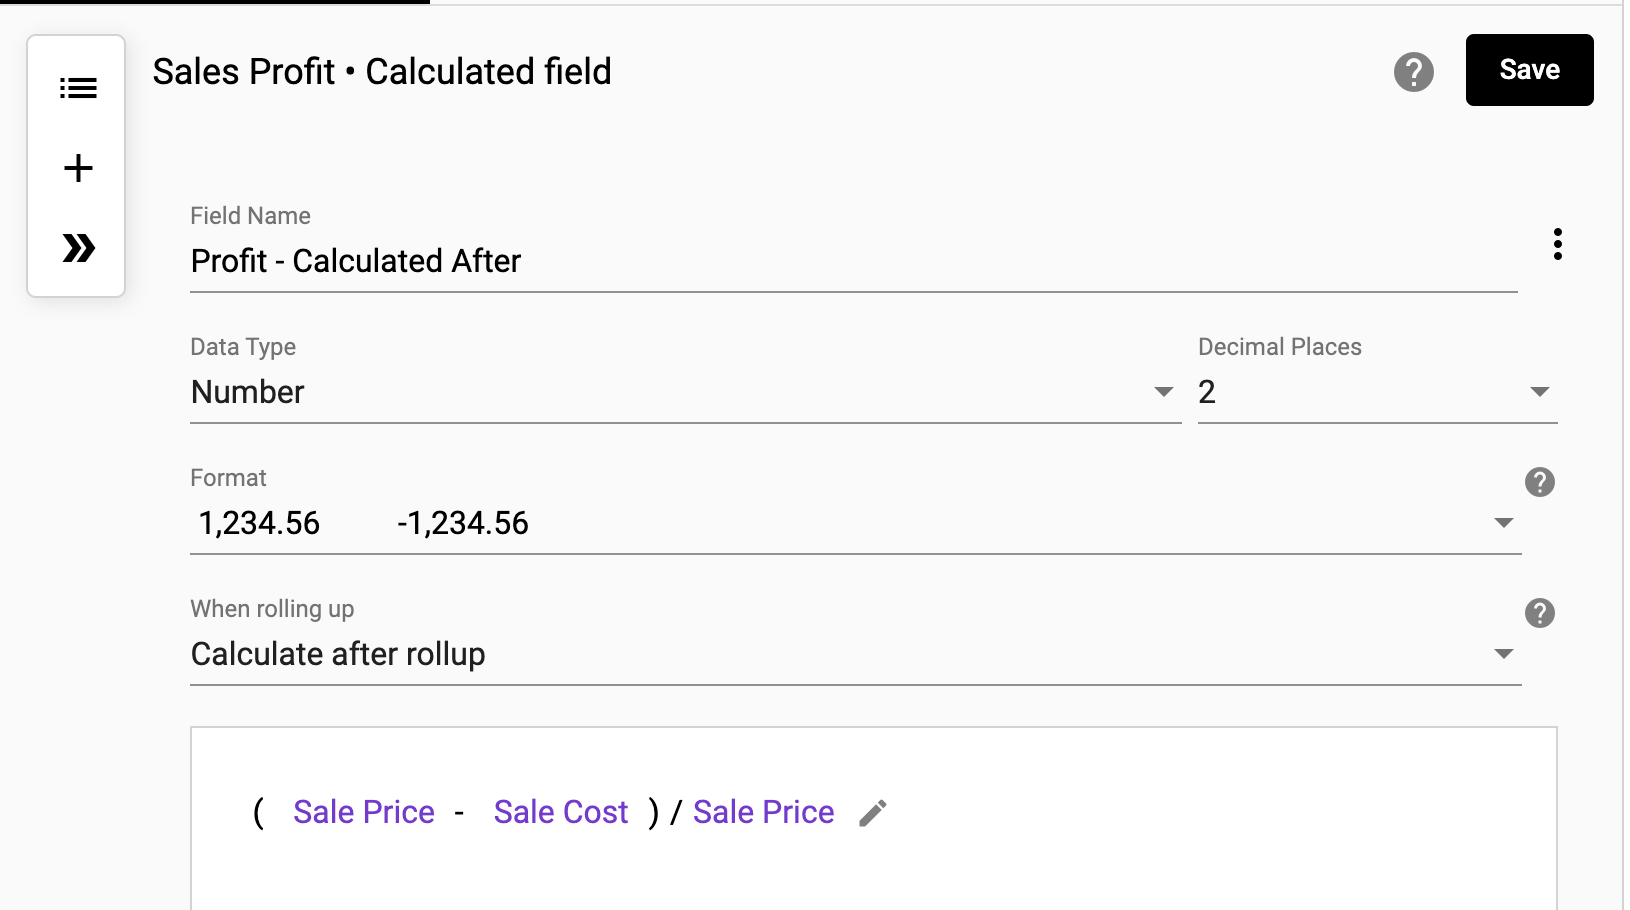 Sales Profit • Calculated field
Save
Field Name
Profit - Calculated After
Data Type
Number
Decimal Places
2
Format
1,234.56 -1,234.56
When rolling up
Calculate after rollup
( Sale Price - Sale Cost ) / Sale Price